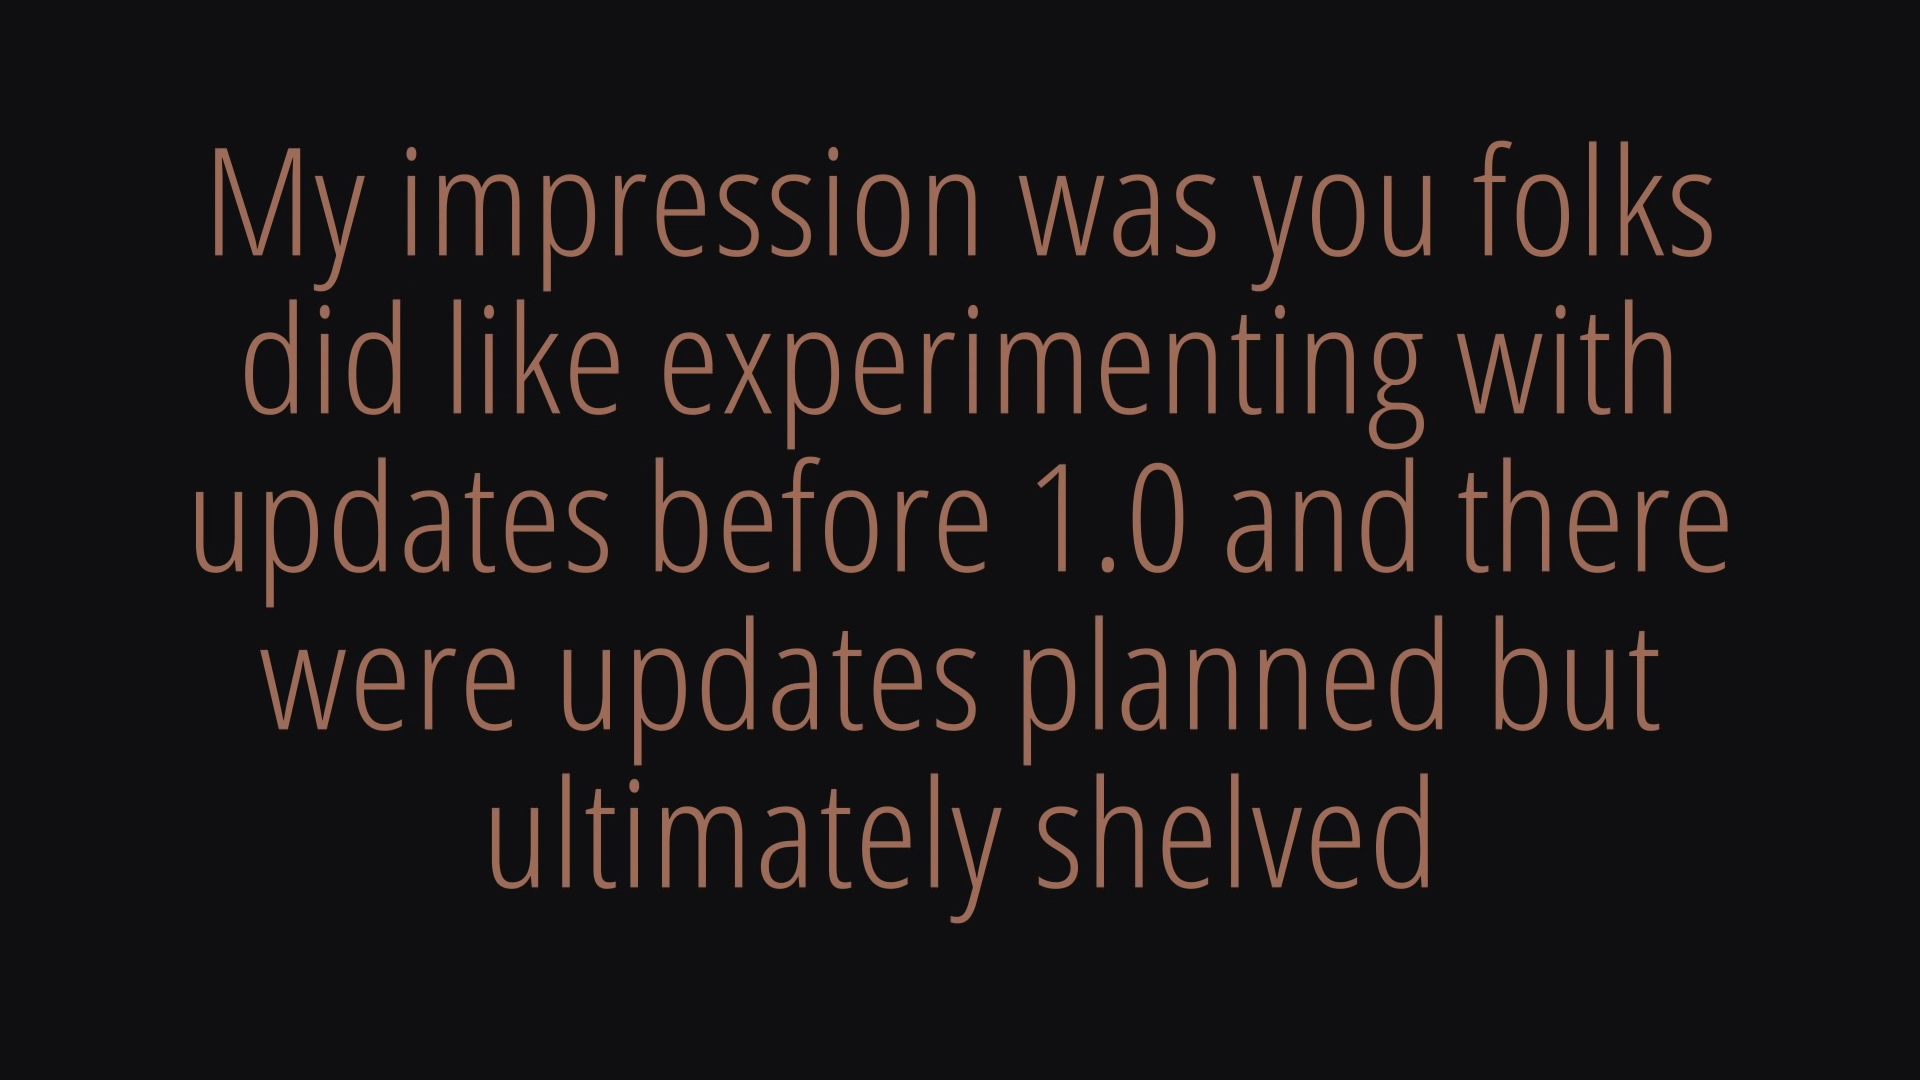 My impression was you folks
did like experimenting with
updates before 1.0 and there
were updates planned but
ultimately shelved